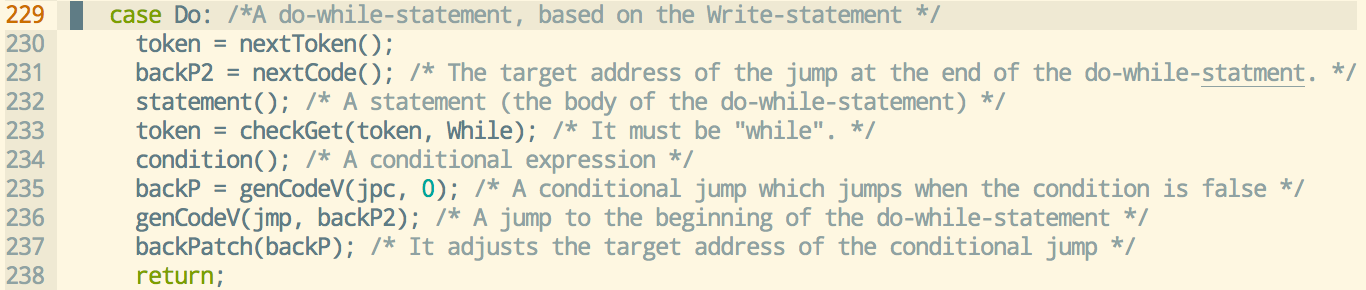 229 case Do: /*A do-while-statement, based on the Write-statement */
230 token = nextToken();
231 backP2 = nextCode(); /* The target address of the jump at the end of the do-while-statment. */
232 statement(); /* A statement (the body of the do-while-statement) */
233 token = checkGet(token, While); /* It must be "while". */
234 condition(); /* A conditional expression */
235 backP = genCodeV(jpc, 0); /* A conditional jump which jumps when the condition is false */
236 genCodeV(jmp, backP2); /* A jump to the beginning of the do-while-statement */
237 backPatch(backP); /* It adjusts the target address of the conditional jump */
238 return;